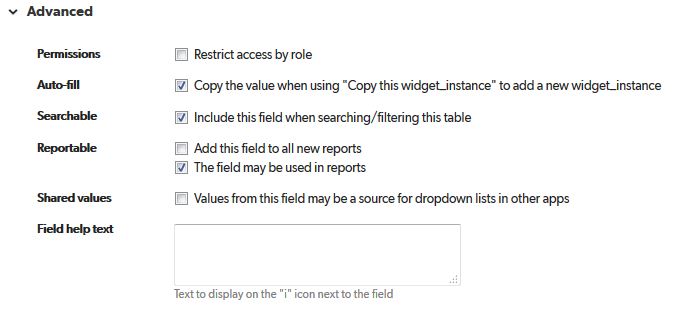 Advanced
Permissions Restrict access by role
Auto-fill Copy the value when using "Copy this widget_instance" to add a new widget_instance
Searchable Include this field when searching/filtering this table
Reportable Add this field to all new reports
The field may be used in reports
Shared values Values from this field may be a source for dropdown lists in other apps
Field help text
Text to display on the "i" icon next to the field